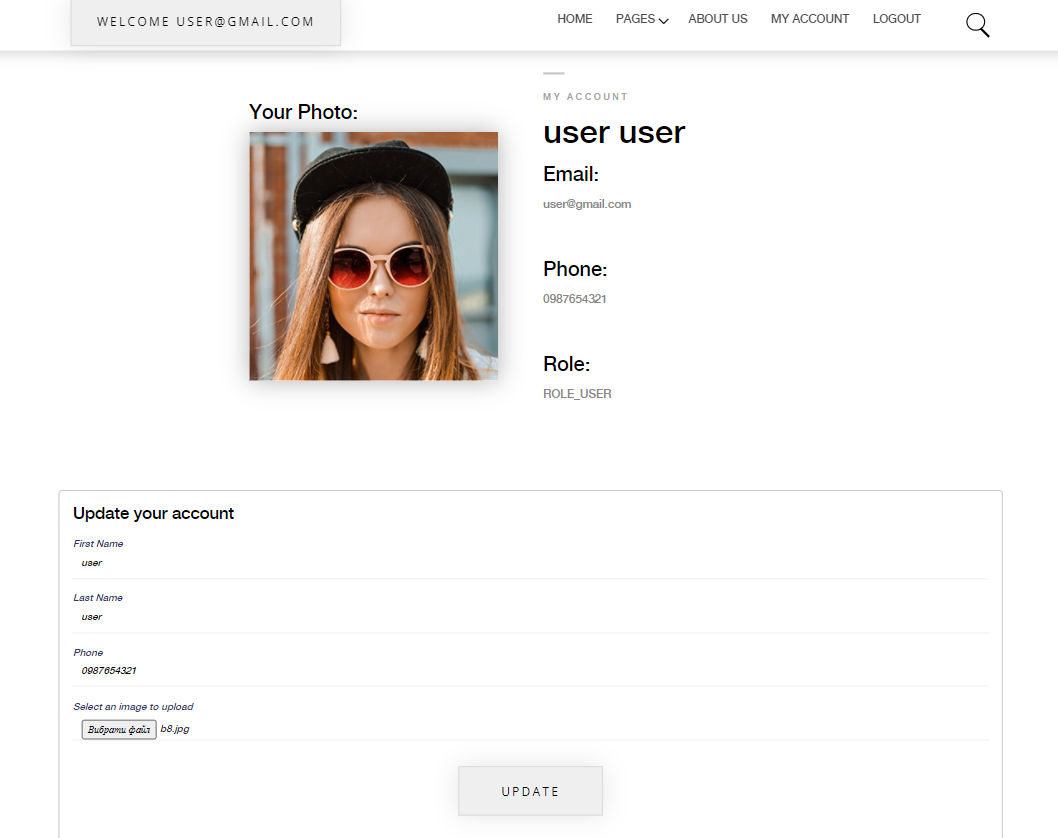 WELCOME USER@GMAIL.COM
HOME PAGES ABOUT US MY ACCOUNT LOGOUT
Your Photo:
MY ACCOUNT
user user
Email:
user@gmail.com
Phone:
0987654321
Role:
ROLE_USER
Update your account
First Name
user
Last Name
user
Phone
0987654321
Select an image to upload
Вибрати файл b8.jpg
UPDATE